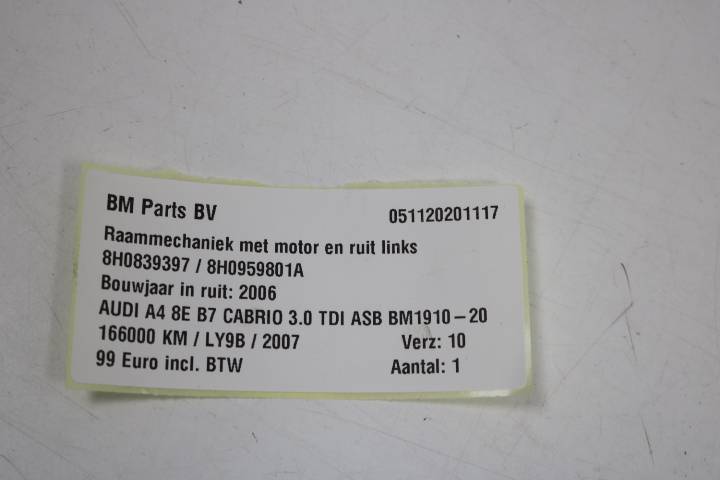 BM Parts BV 051120201117
Raammechaniek met motor en ruit links
8H0839397 / 8H0959801A
Bouwjaar in ruit: 2006
AUDI A4 8E B7 CABRIO 3.0 TDI ASB BM1910-20
166000 KM / LY9B / 2007 Verz: 10
99 Euro incl. BTW Aantal: 1